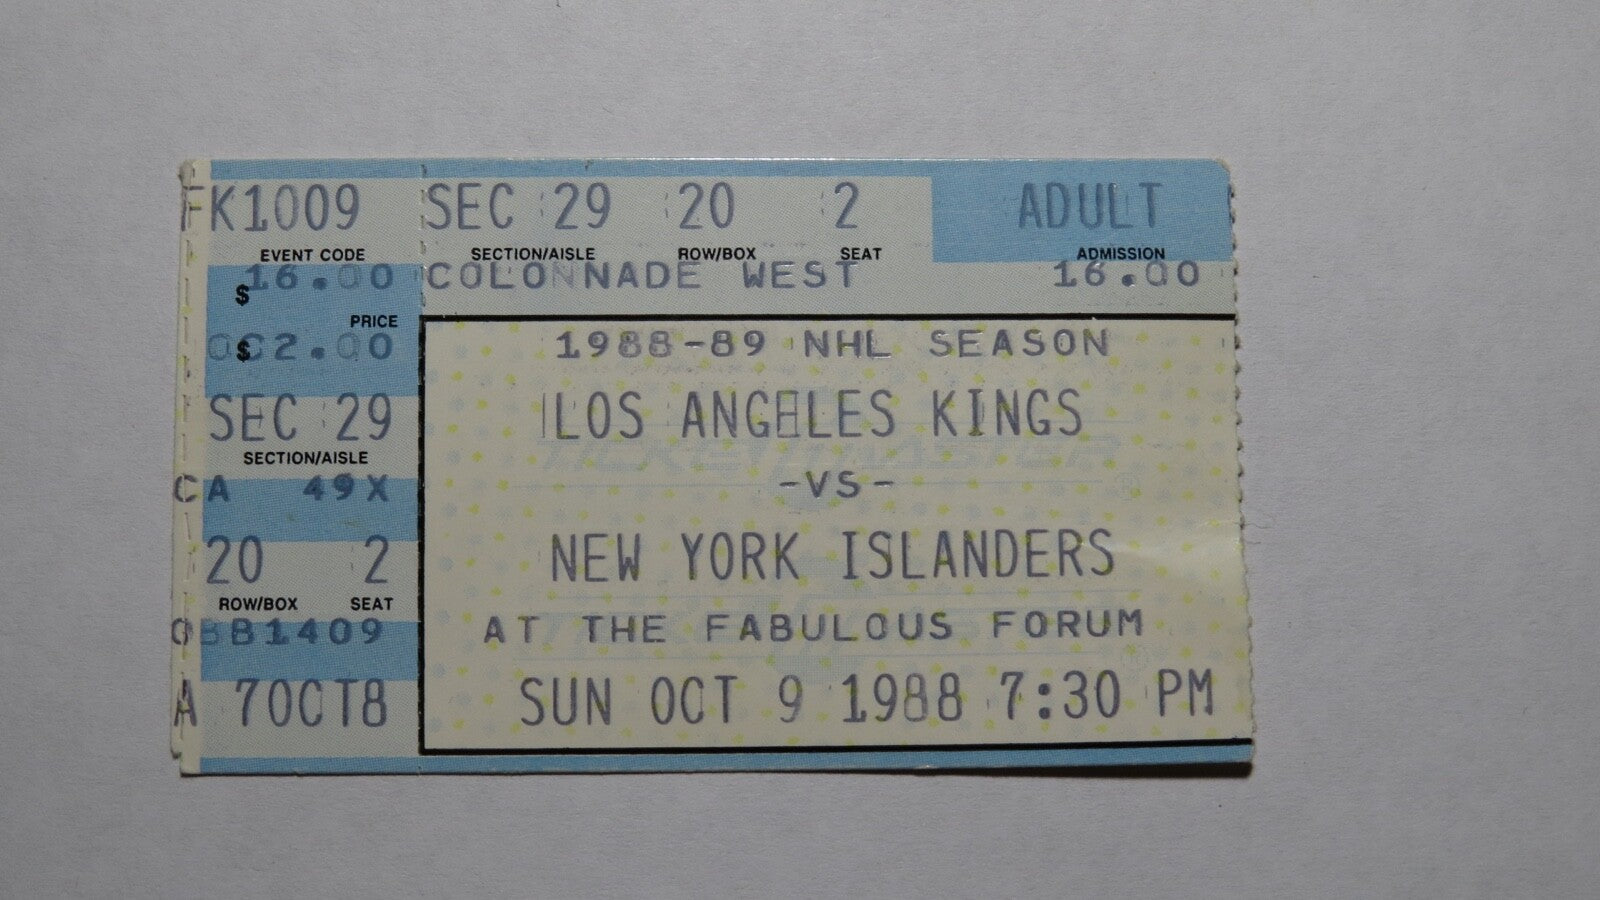 FK1009 SEC 29 20 2 ADULT
EVENT CODE SECTION/AISLE ROW/BOX SEAT ADMISSION
$ 16.00 COLONNADE WEST 16.00
PRICE
$ 2.00
1988-89 NHL SEASON
SEC 29 LOS ANGELES KINGS
SECTION/AISLE
TICKETMASTER ®
CA 49X -VS-
20 2 NEW YORK ISLANDERS
ROW/BOX SEAT
OBB1409 AT THE FABULOUS FORUM
A 7OCT8 SUN OCT 9 1988 7:30 PM